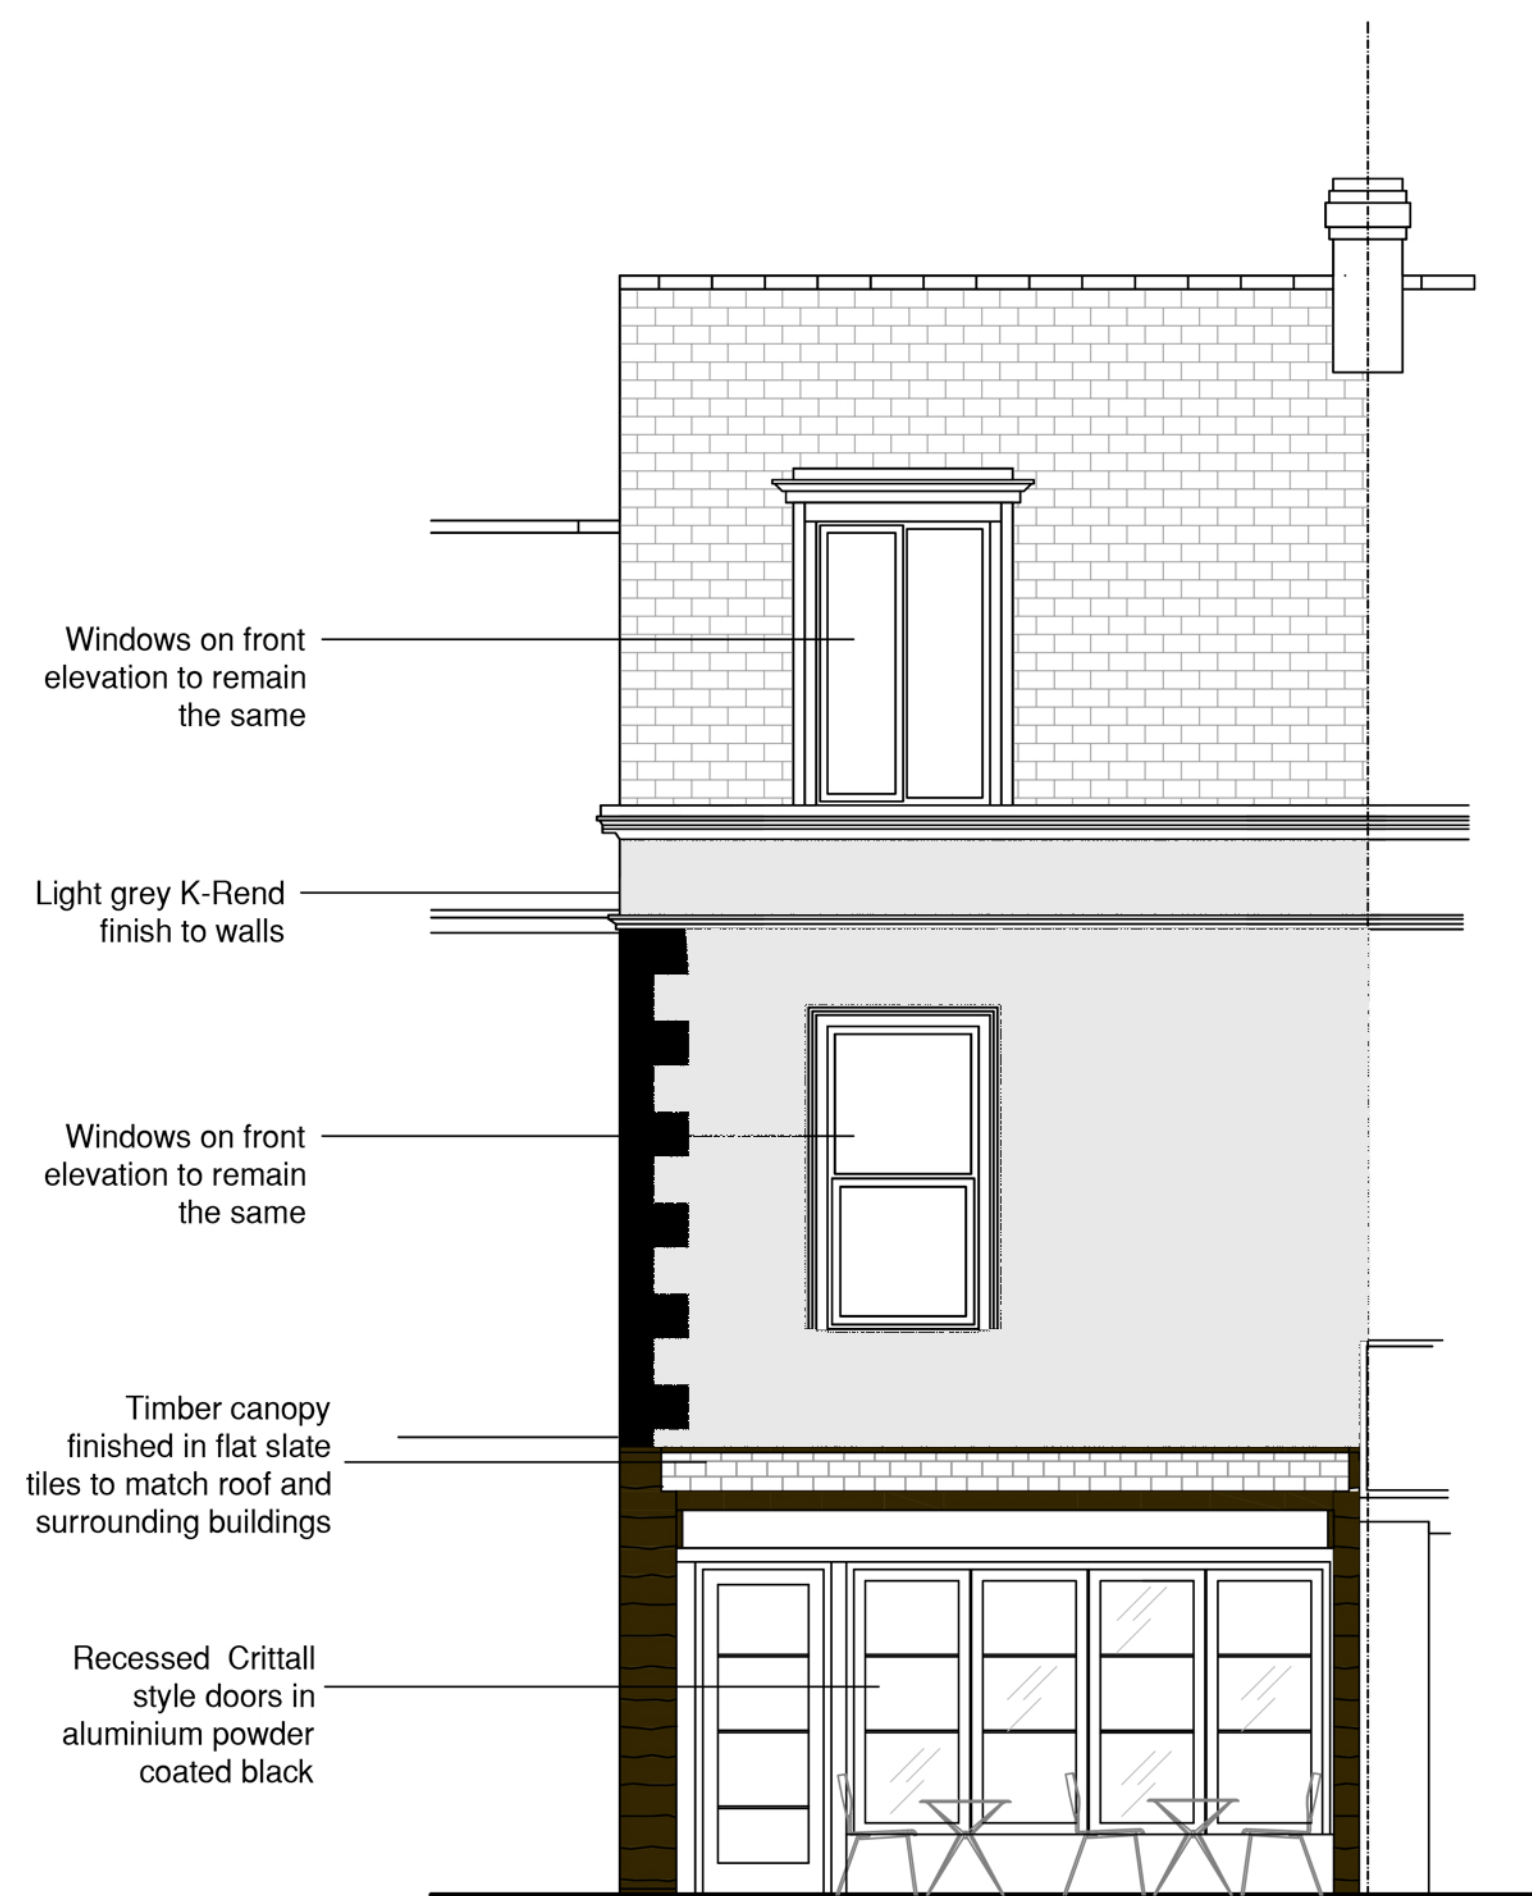 Windows on front
elevation to remain
the same
Light grey K-Rend
finish to walls
Windows on front
elevation to remain
the same
Timber canopy
finished in flat slate
tiles to match roof and
surrounding buildings
Recessed  Crittall
style doors in
aluminium powder
coated black